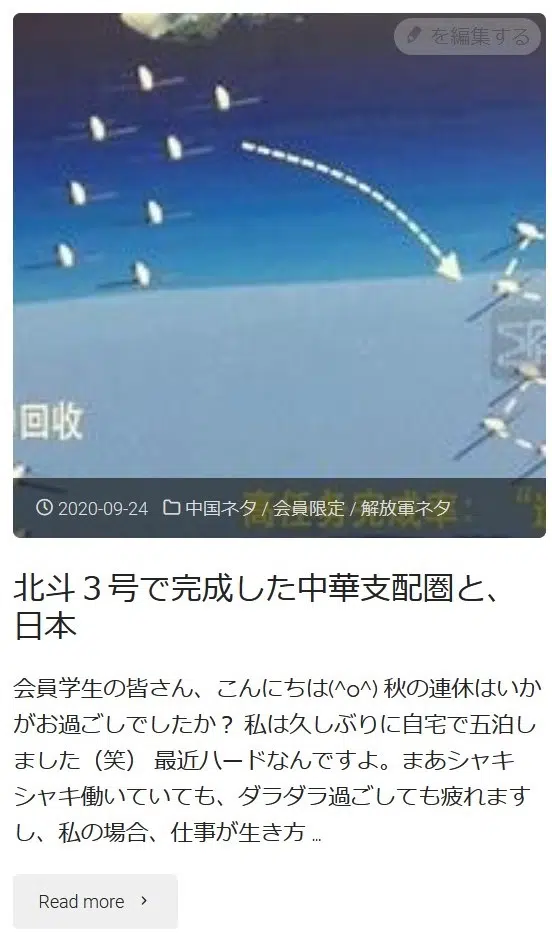 を編集する
回收
高任务完成率：
2020-09-24 中国ネタ / 会員限定 / 解放軍ネタ
北斗３号で完成した中華支配圏と、
日本
会員学生の皆さん、こんにちは(^o^) 秋の連休はいか
がお過ごしでしたか？ 私は久しぶりに自宅で五泊し
ました（笑） 最近ハードなんですよ。まあシャキ
シャキ働いていても、ダラダラ過ごしても疲れます
し、私の場合、仕事が生き方 ...
Read more